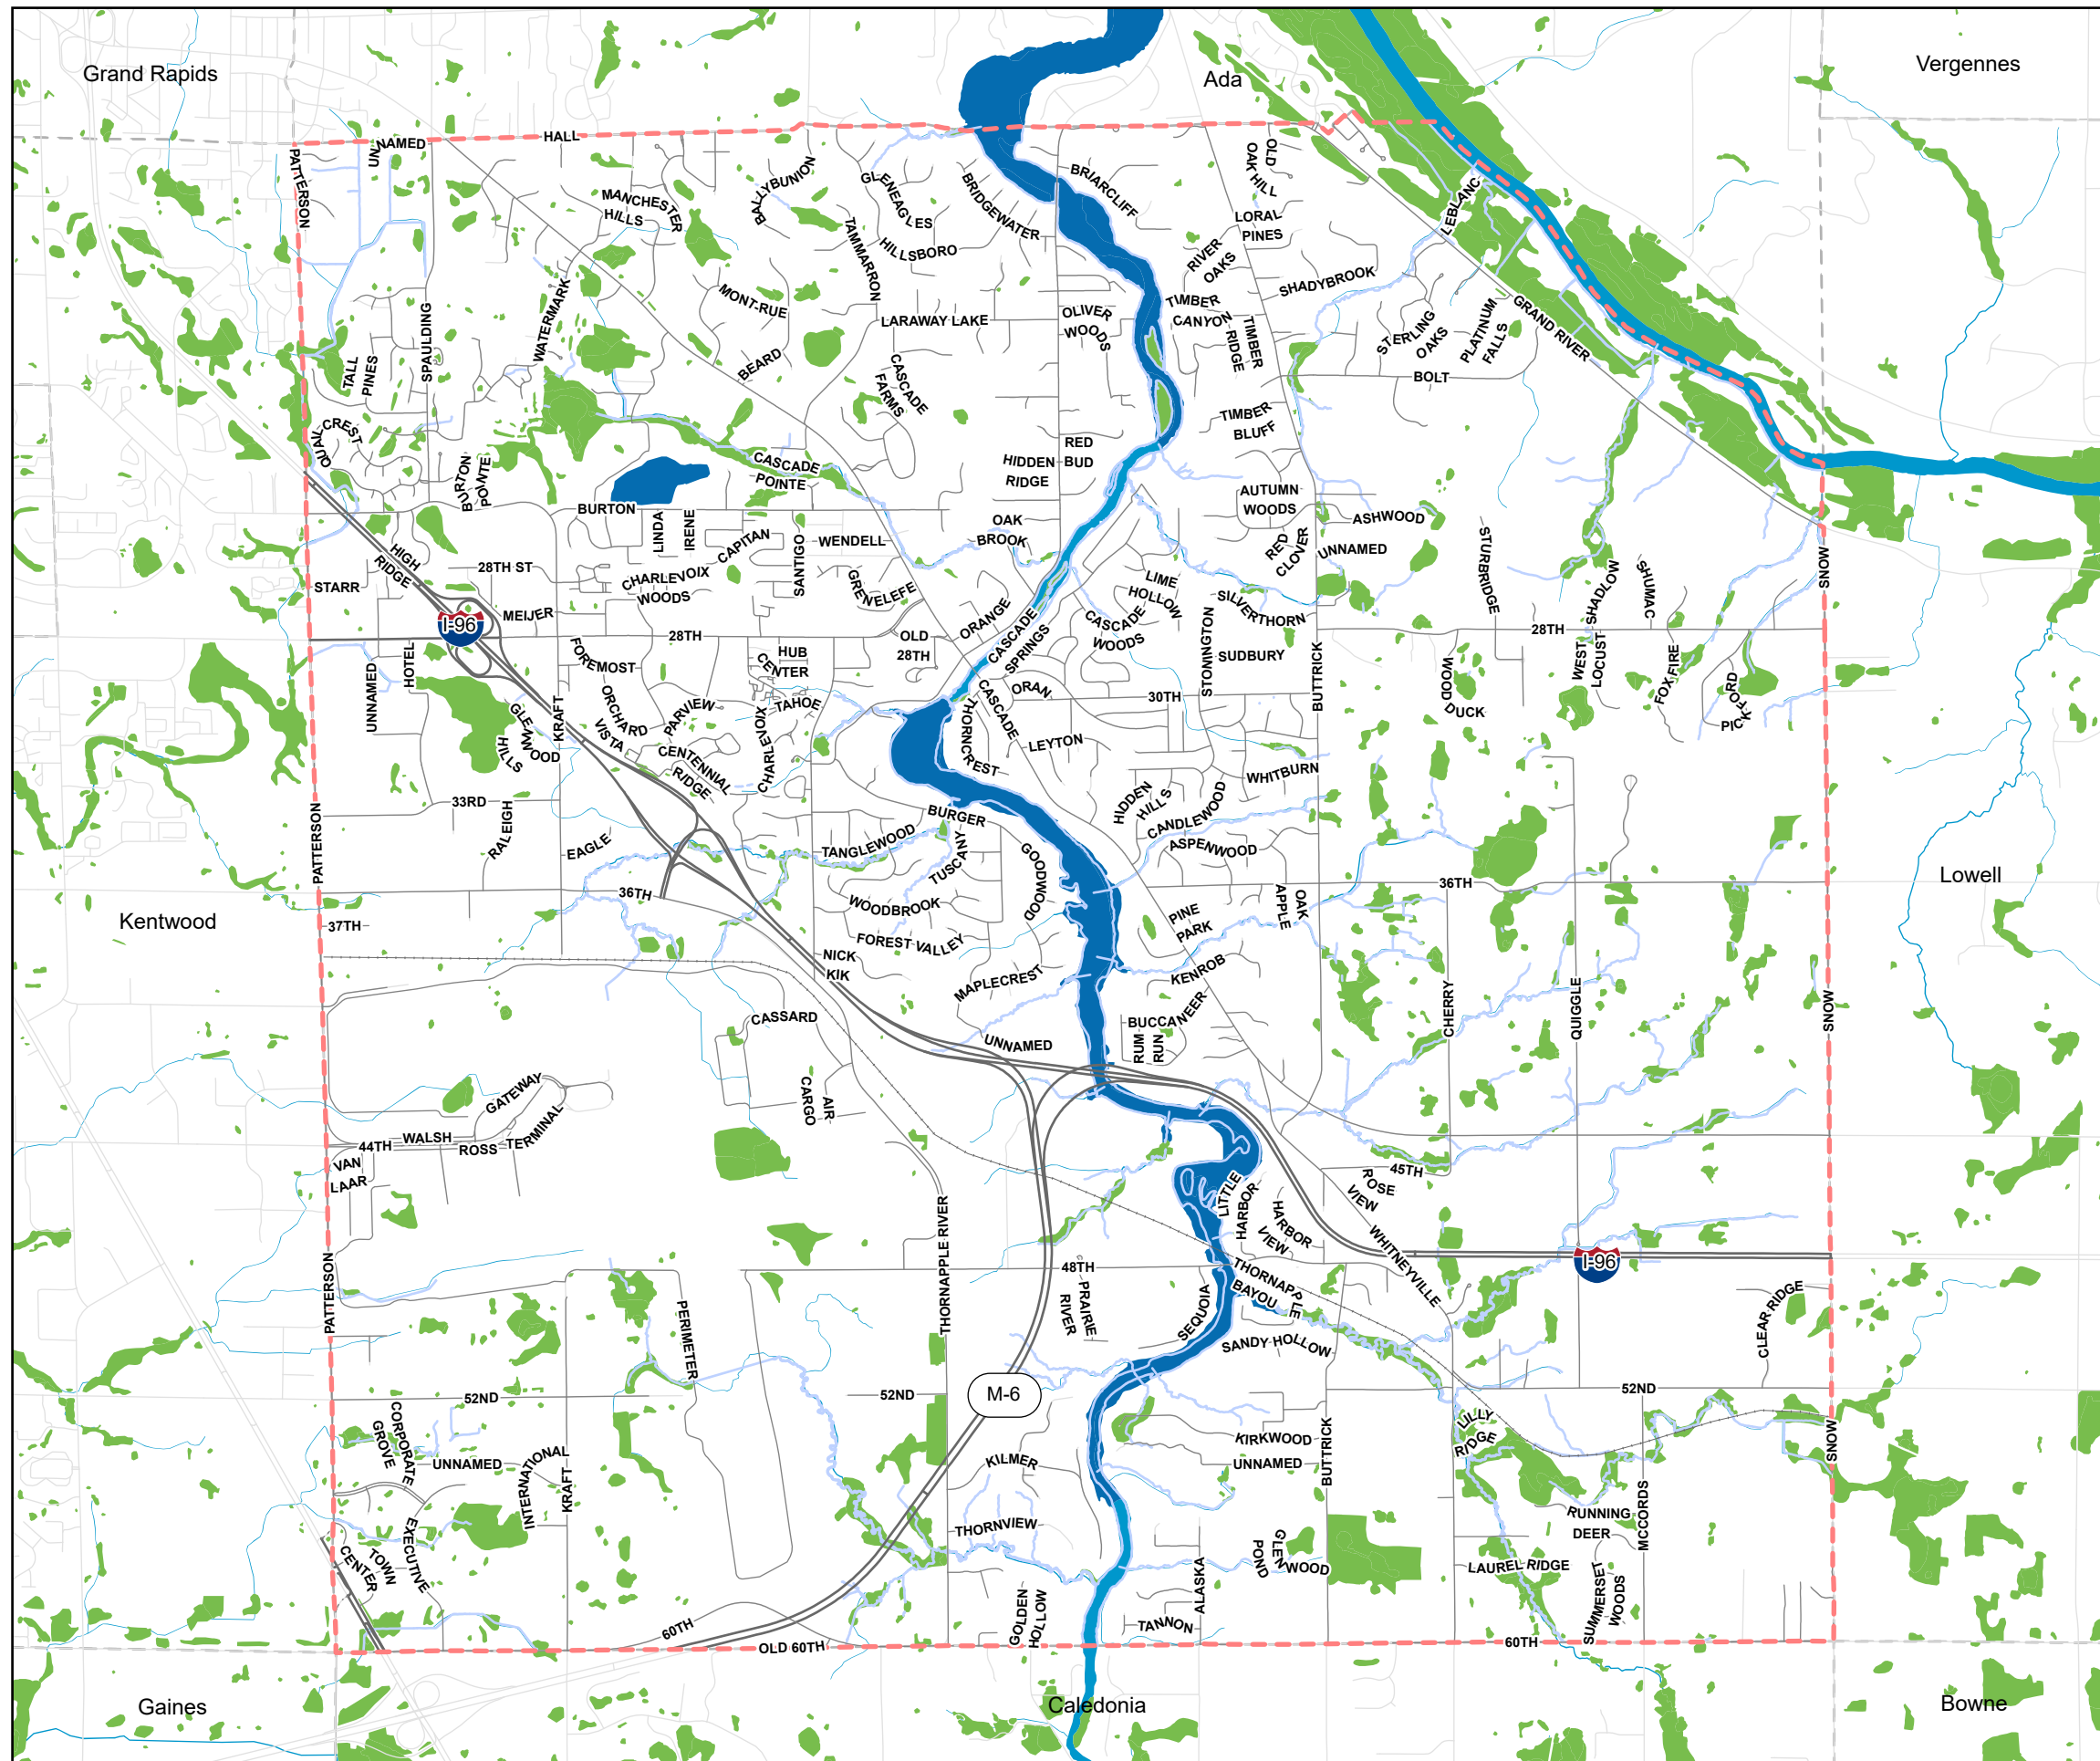 Grand Rapids
Ada
Vergennes
HALL
UNNAMED
PATTERSON
MANCHESTER
HILLS
BALLYBUNION
GLENEAGLES
BRIDGEWATER
BRIARCLIFF
OLD
OAK HILL
LEBLANC
LORAL
PINES
TAMMARRON
HILLSBORO
RIVER
OAKS
SHADYBROOK
WATERMARK
MONT-RUE
LARAWAY LAKE
OLIVER
WOODS
TIMBER
CANYON
TIMBER
RIDGE
STERLING
OAKS
PLATINUM
FALLS
GRAND RIVER
SPAULDING
TALL
PINES
BEARD
CASCADE
FARMS
BOLT
TIMBER
BLUFF
QUAIL CREST
BURTON
POINTE
CASCADE
POINTE
RED
BUD
HIDDEN
RIDGE
AUTUMN
WOODS
BURTON
LINDA
IRENE
CAPITAN
SANTIGO
WENDELL
OAK
BROOK
ASHWOOD
RED
CLOVER
UNNAMED
STURBRIDGE
SHADLOW
SHUMAC
SNOW
HIGH
RIDGE
28TH ST
STARR
CHARLEVOIX
WOODS
GRENELEFE
LIME
HOLLOW
SILVERTHORN
I-96
MEIJER
28TH
OLD
28TH
ORANGE
CASCADE
SPRINGS
CASCADE
WOODS
STONINGTON
SUDBURY
28TH
BUTTRICK
UNNAMED
HOTEL
FOREMOST
HUB
CENTER
WEST
LOCUST
FOX FIRE
WOOD
DUCK
PICKFORD
ORCHARD
VISTA
PARVIEW
TAHOE
CHARLEVOIX
CASCADE
ORAN
30TH
KRAFT
GLENWOOD
HILLS
CENTENNIAL
RIDGE
THORNCREST
LEYTON
WHITBURN
33RD
PATTERSON
RALEIGH
EAGLE
BURGER
TANGLEWOOD
TUSCANY
GOODWOOD
HIDDEN
HILLS
CANDLEWOOD
ASPENWOOD
36TH
36TH
Lowell
Kentwood
37TH
WOODBROOK
FOREST VALLEY
PINE
PARK
APPLE
OAK
NICK
KIK
MAPLECREST
KENROB
CHERRY
QUIGGLE
SNOW
CASSARD
UNNAMED
BUCCANEER
RUM
RUN
GATEWAY
CARGO
AIR
44TH
WALSH
ROSS
TERMINAL
VAN
LAAR
45TH
ROSE
VIEW
LITTLE
HARBOR
HARBOR
VIEW
THORNAPPLE RIVER
WHITNEYVILLE
PATTERSON
48TH
I-96
THORNAPPLE
BAYOU
PRAIRIE
RIVER
SEQUOIA
SANDY HOLLOW
CLEAR RIDGE
PERIMETER
52ND
52ND
M-6
52ND
CORPORATE
GROVE
UNNAMED
INTERNATIONAL
KRAFT
KILMER
KIRKWOOD
UNNAMED
BUTTRICK
LILLY
RIDGE
SNOW
MCCORDS
RUNNING
DEER
THORNVIEW
TOWN
CENTER
EXECUTIVE
GLENWOOD
POND
LAUREL RIDGE
SUMMERSET
WOODS
ALASKA
TANNON
GOLDEN
HOLLOW
60TH
OLD 60TH
60TH
Gaines
Caledonia
Bowne